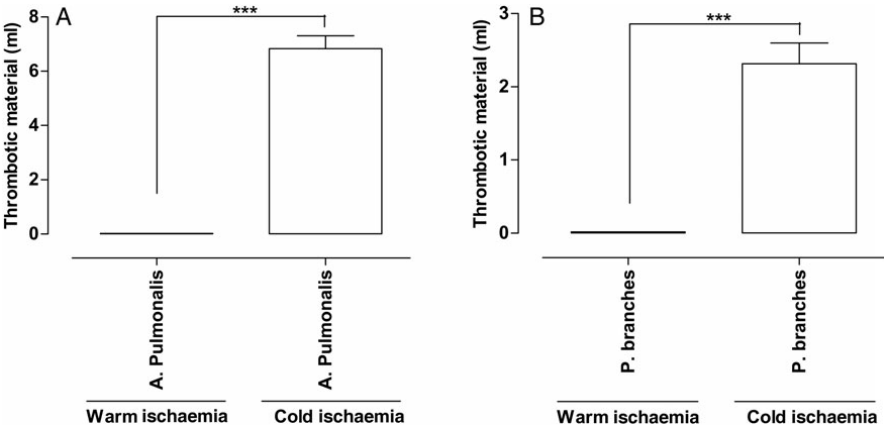 A
Thrombotic material (ml)
8
6
4
2
0
***
A. Pulmonalis
A. Pulmonalis
Warm ischaemia
Cold ischaemia
B
Thrombotic material (ml)
3
2
1
0
***
P. branches
P. branches
Warm ischaemia
Cold ischaemia